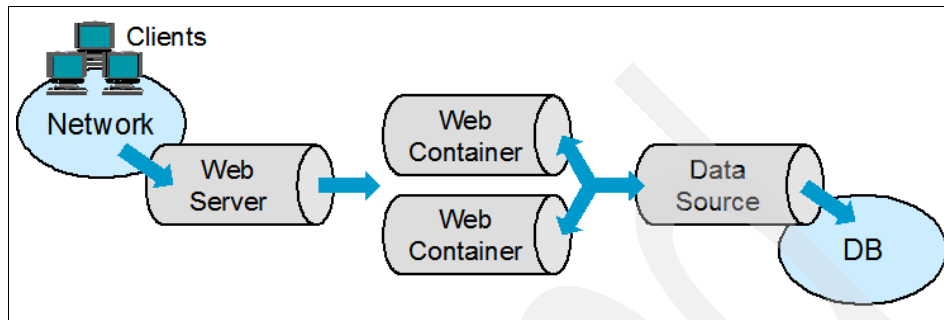 Clients
Network
Web
Server
Web
Container
Web
Container
Data
Source
DB